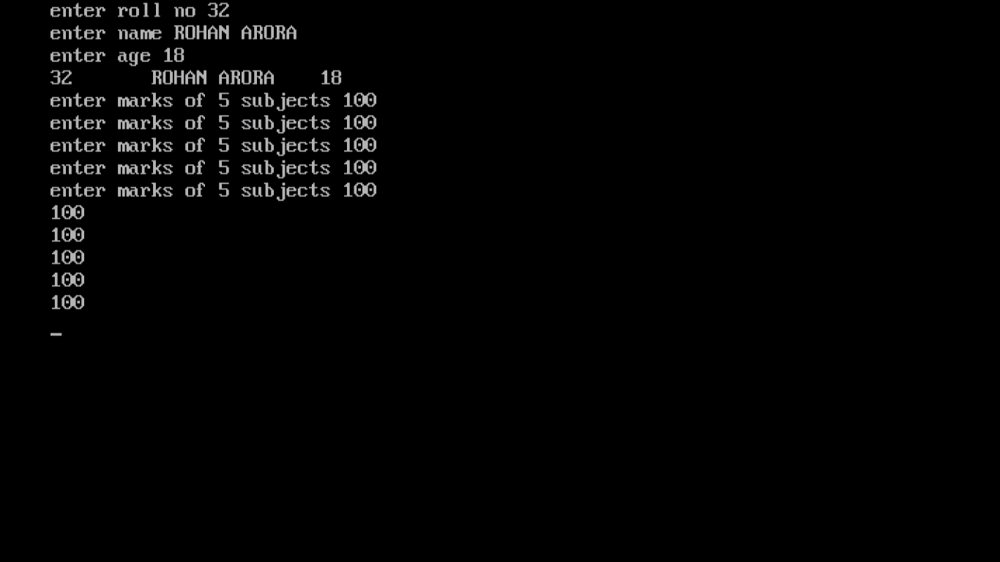 enter roll no 32
enter name ROHAN ARORA
enter age 18
32 ROHAN ARORA 18
enter marks of 5 subjects 100
enter marks of 5 subjects 100
enter marks of 5 subjects 100
enter marks of 5 subjects 100
enter marks of 5 subjects 100
100
100
100
100
100